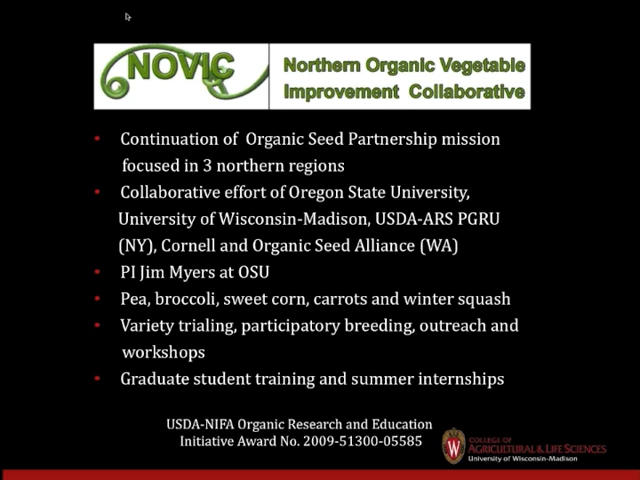 NOVIC
Northern Organic Vegetable
Improvement Collaborative
• Continuation of Organic Seed Partnership mission
focused in 3 northern regions
• Collaborative effort of Oregon State University,
University of Wisconsin-Madison, USDA-ARS PGRU
(NY), Cornell and Organic Seed Alliance (WA)
• PI Jim Myers at OSU
• Pea, broccoli, sweet corn, carrots and winter squash
• Variety trialing, participatory breeding, outreach and
workshops
• Graduate student training and summer internships
USDA-NIFA Organic Research and Education
Initiative Award No. 2009-51300-05585
W
COLLEGE OF
AGRICULTURAL & LIFE SCIENCES
University of Wisconsin-Madison